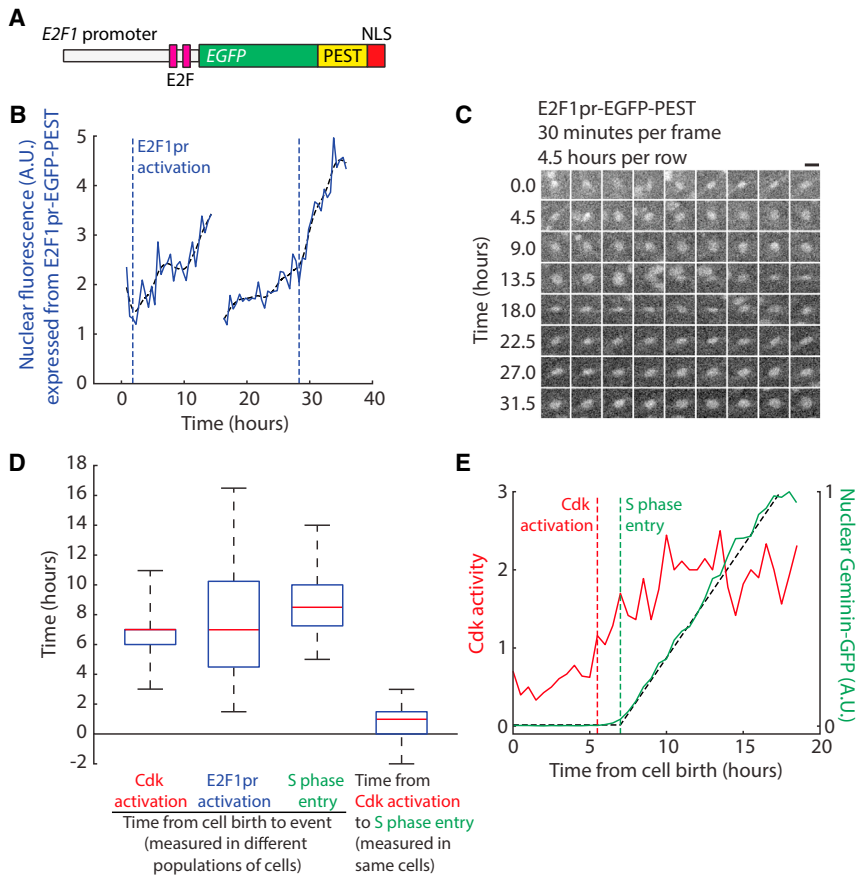 A
E2F1 promoter
NLS
EGFP
PEST
E2F
B
Nuclear fluorescence (A.U.)
expressed from E2F1pr-EGFP-PEST
5
4
3
2
1
0
E2F1pr
activation
0
10
20
30
40
Time (hours)
C
E2F1pr-EGFP-PEST
30 minutes per frame
4.5 hours per row
Time (hours)
0.0
4.5
9.0
13.5
18.0
22.5
27.0
31.5
D
Time (hours)
18
16
14
12
10
8
6
4
2
0
-2
Cdk
activation
E2F1pr
activation
S phase
entry
Time from cell birth to event
(measured in different
populations of cells)
Time from
Cdk activation
to S phase entry
(measured in
same cells)
E
Cdk activity
3
2
1
0
Cdk
activation
S phase
entry
1
0
Nuclear Geminin-GFP (A.U.)
0
5
10
15
20
Time from cell birth (hours)